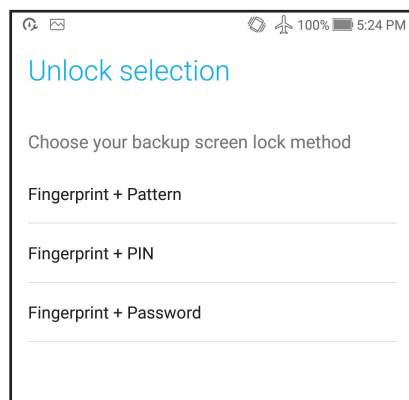 100% 5:24 PM
Unlock selection
Choose your backup screen lock method
Fingerprint + Pattern
Fingerprint + PIN
Fingerprint + Password